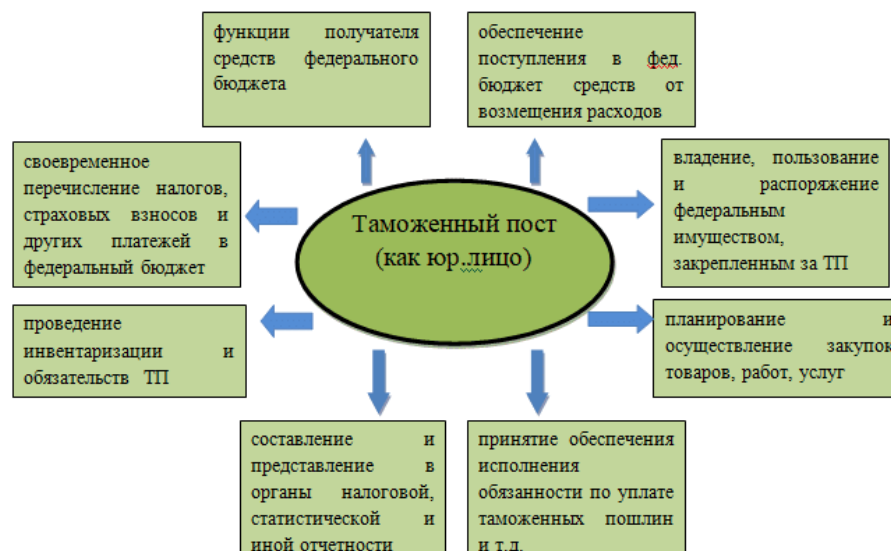 функции получателя
средств федерального
бюджета
обеспечение
поступления в фед.
бюджет средств от
возмещения расходов
своевременное
перечисление налогов,
страховых взносов и
других платежей в
федеральный бюджет
Таможенный пост
(как юр.лицо)
владение, пользование
и распоряжение
федеральным
имуществом,
закрепленным за ТП
проведение
инвентаризации и
обязательств ТП
планирование и
осуществление закупок
товаров, работ, услуг
составление и
представление в
органы налоговой,
статистической и
иной отчетности
принятие обеспечения
исполнения
обязанности по уплате
таможенных пошлин
и т.д.